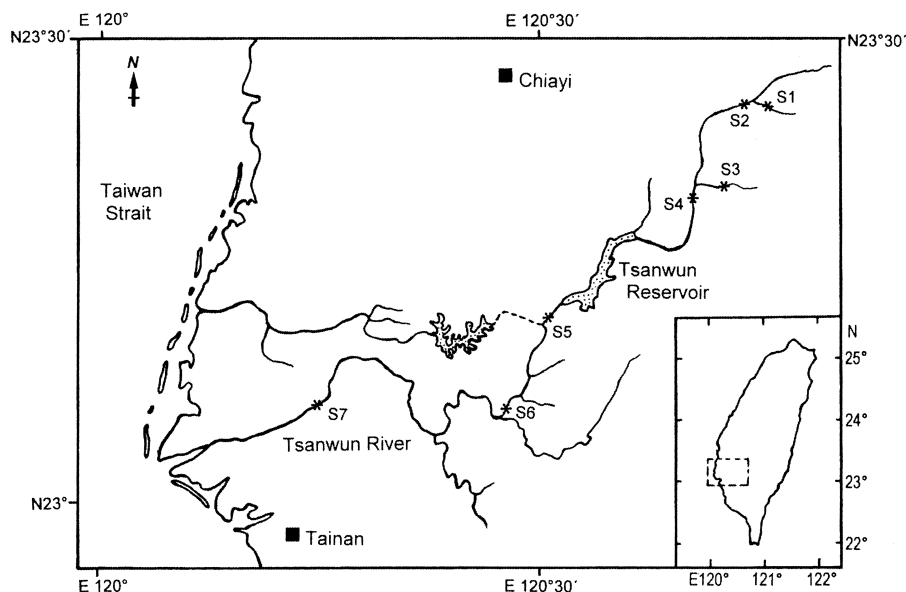 E 120°
E 120°30´
N23°30´
N23°30´
N
Chiayi
S1
S2
S3
Taiwan
Strait
S4
Tsanwun
Reservoir
S5
N
25°
S7
S6
24°
Tsanwun River
23°
N23°
Tainan
22°
E120° 121° 122°
E 120°
E 120°30´